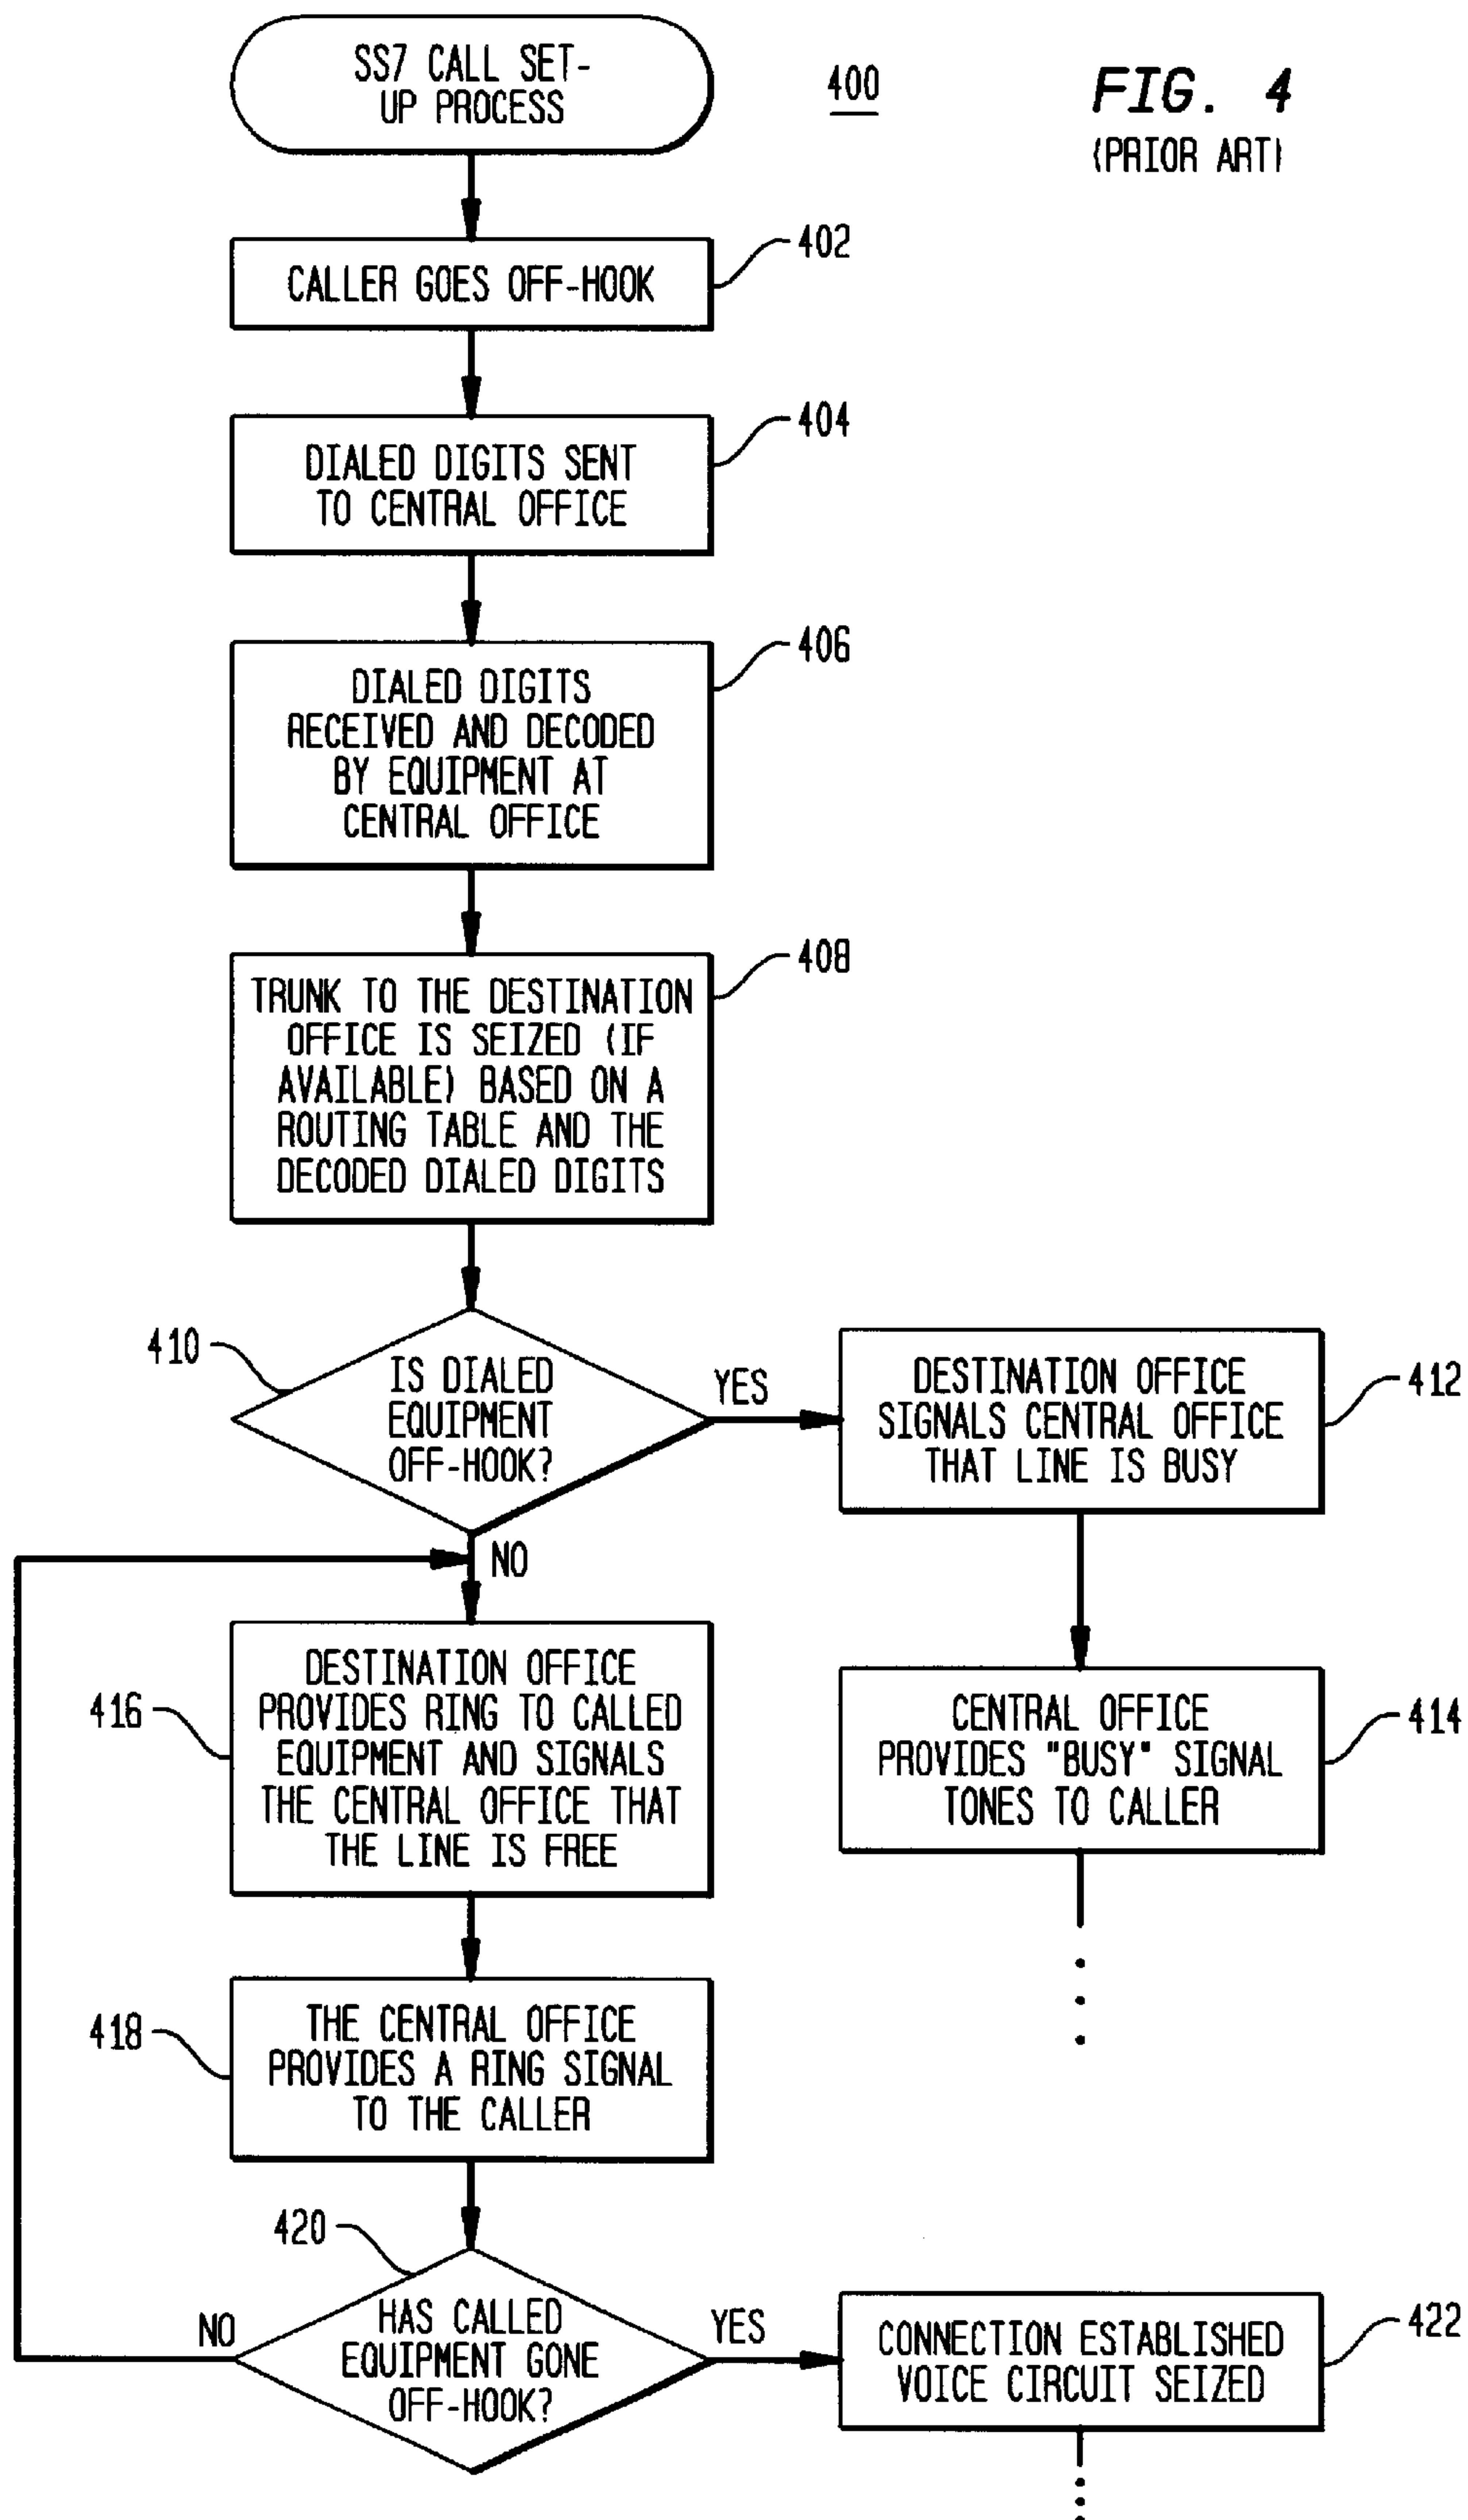 SS7 CALL SET-
UP PROCESS
400
FIG. 4
(PRIOR ART)
402
CALLER GOES OFF-HOOK
404
DIALED DIGITS SENT
TO CENTRAL OFFICE
406
DIALED DIGITS
RECEIVED AND DECODED
BY EQUIPMENT AT
CENTRAL OFFICE
408
TRUNK TO THE DESTINATION
OFFICE IS SEIZED (IF
AVAILABLE) BASED ON A
ROUTING TABLE AND THE
DECODED DIALED DIGITS
410
IS DIALED
EQUIPMENT
OFF-HOOK?
YES
DESTINATION OFFICE
SIGNALS CENTRAL OFFICE
THAT LINE IS BUSY
412
NO
416
DESTINATION OFFICE
PROVIDES RING TO CALLED
EQUIPMENT AND SIGNALS
THE CENTRAL OFFICE THAT
THE LINE IS FREE
CENTRAL OFFICE
PROVIDES "BUSY" SIGNAL
TONES TO CALLER
414
418
THE CENTRAL OFFICE
PROVIDES A RING SIGNAL
TO THE CALLER
420
HAS CALLED
EQUIPMENT GONE
OFF-HOOK?
NO
YES
CONNECTION ESTABLISHED
VOICE CIRCUIT SEIZED
422